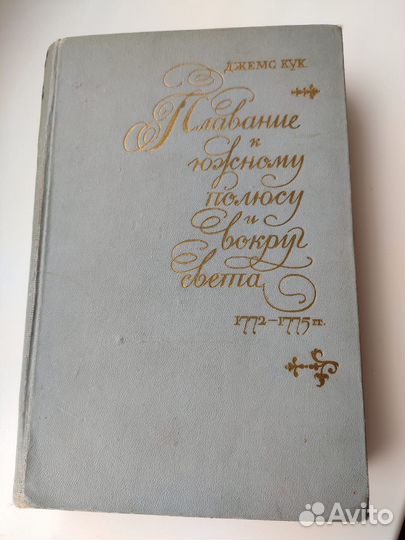 ДЖЕМС КУК
Плавание
к
южному
полюсу
и
вокруг
света
1772–1775 гг.
Avito